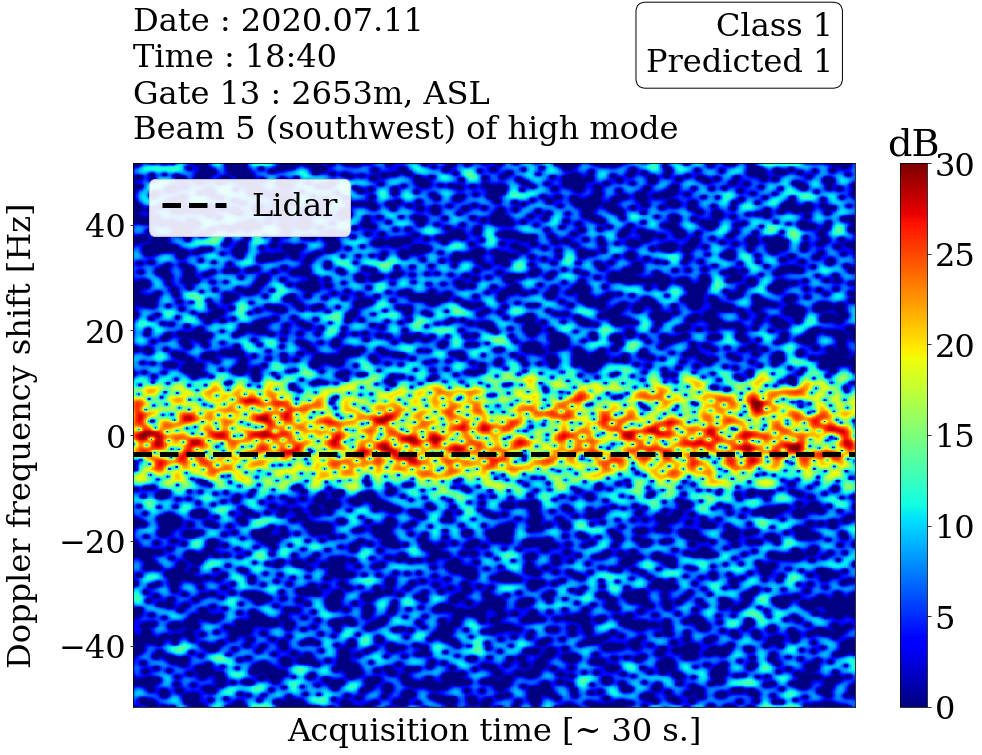 Date : 2020.07.11
Time : 18:40
Gate 13 : 2653m, ASL
Beam 5 (southwest) of high mode
Class 1
Predicted 1
dB
Lidar
Doppler frequency shift [Hz]
40
20
0
−20
−40
Acquisition time [~ 30 s.]
30
25
20
15
10
5
0